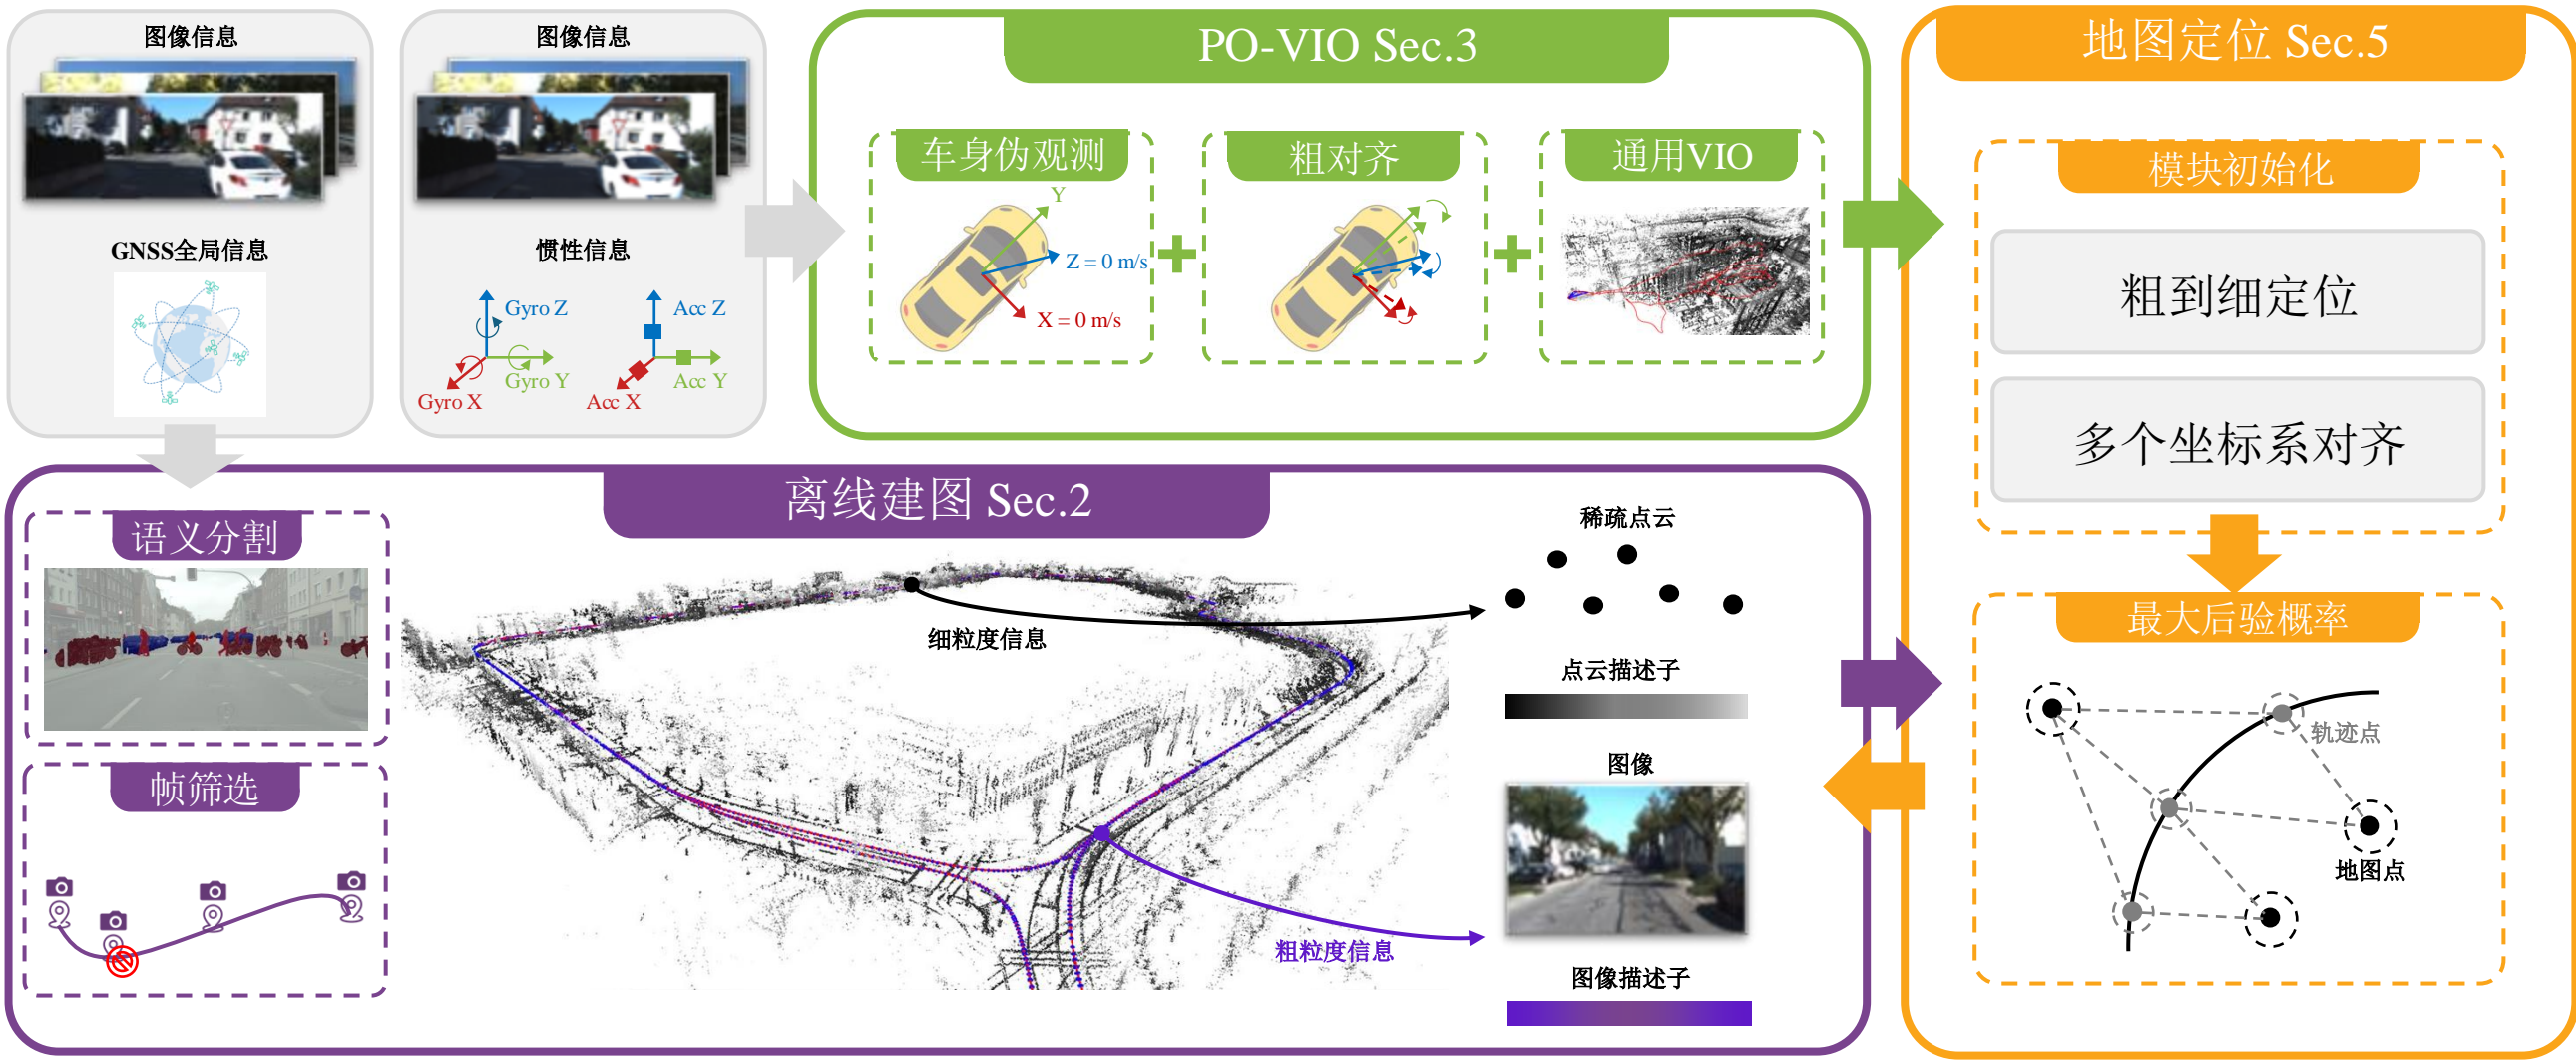 图像信息
GNSS全局信息
图像信息
惯性信息
Gyro Z
Gyro Y
Gyro X
Acc Z
Acc Y
Acc X
PO-VIO Sec.3
车身伪观测
Y
Z = 0 m/s
X = 0 m/s
粗对齐
通用VIO
离线建图 Sec.2
语义分割
帧筛选
细粒度信息
粗粒度信息
稀疏点云
点云描述子
图像
图像描述子
地图定位 Sec.5
模块初始化
粗到细定位
多个坐标系对齐
最大后验概率
轨迹点
地图点